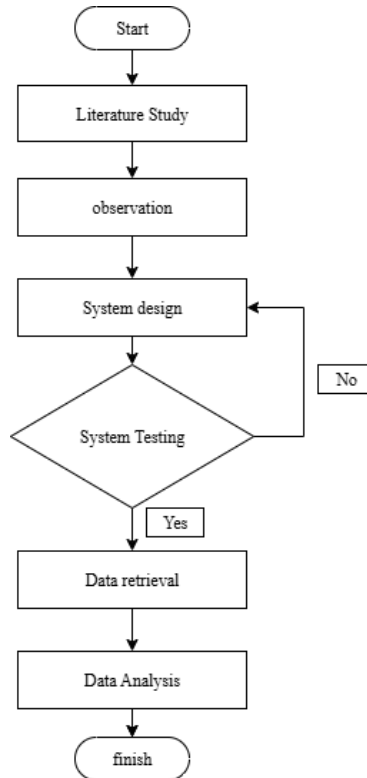 Start
Literature Study
observation
System design
No
System Testing
Yes
Data retrieval
Data Analysis
finish